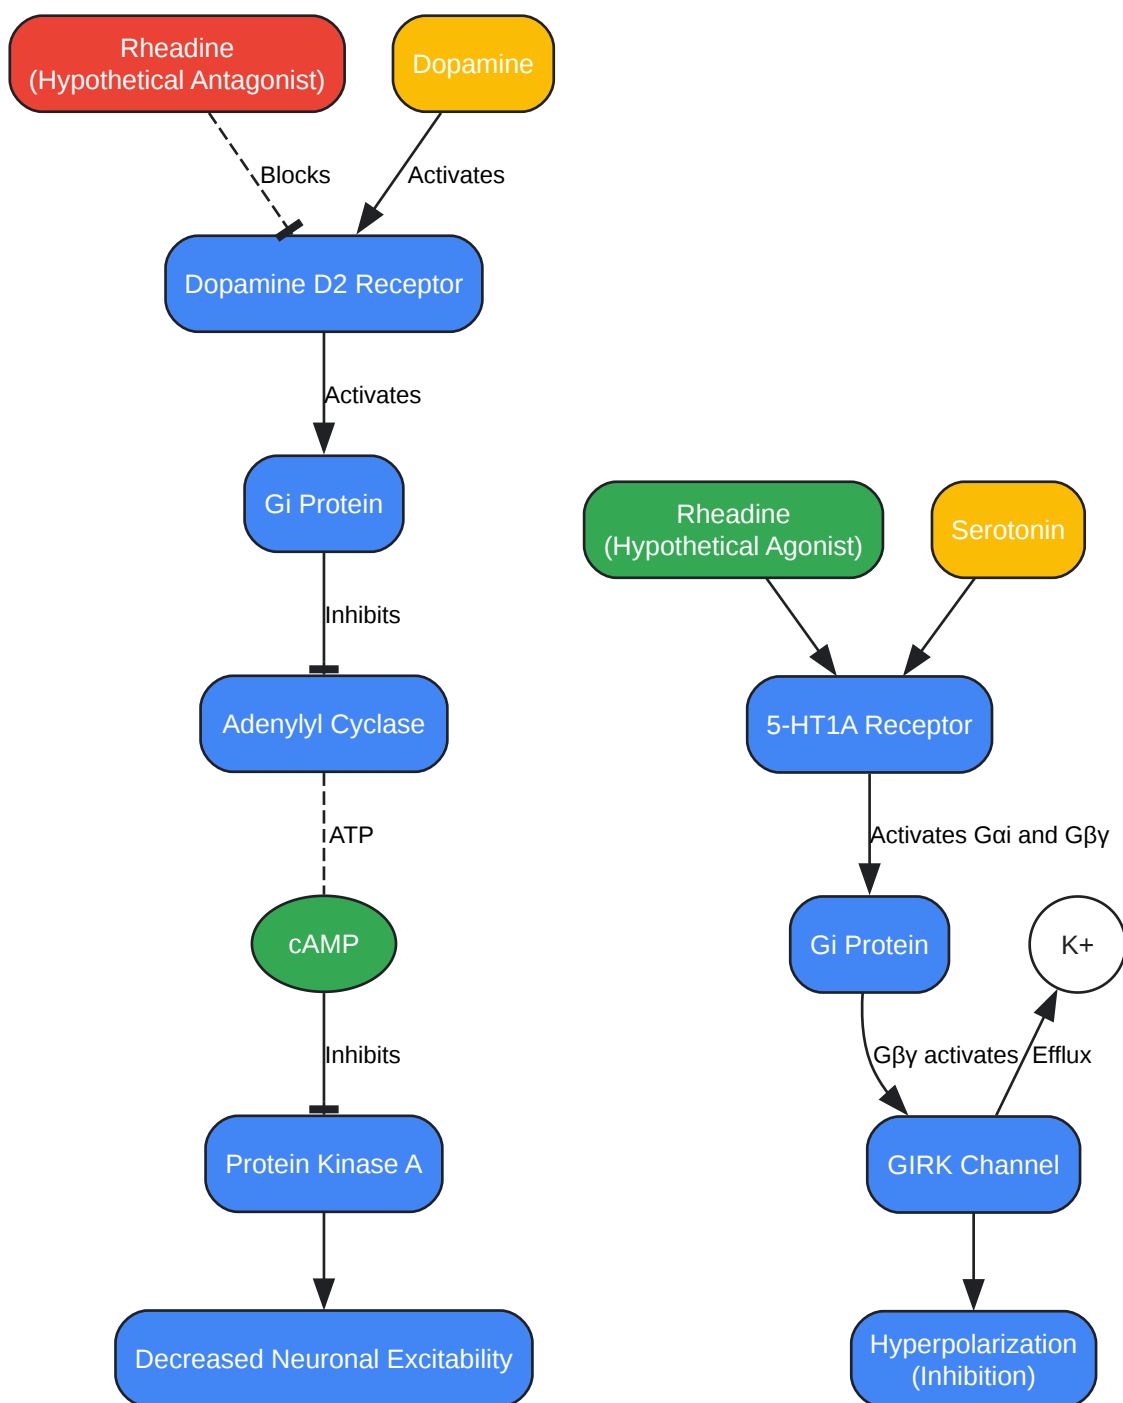 Rheadine
(Hypothetical Antagonist)
Dopamine
Blocks
Activates
Dopamine D2 Receptor
Activates
Gi Protein
Inhibits
Adenylyl Cyclase
ATP
cAMP
Inhibits
Protein Kinase A
Decreased Neuronal Excitability
Rheadine
(Hypothetical Agonist)
Serotonin
5-HT1A Receptor
Activates Gαi and Gβγ
Gi Protein
K+
Gβγ activates
Efflux
GIRK Channel
Hyperpolarization
(Inhibition)